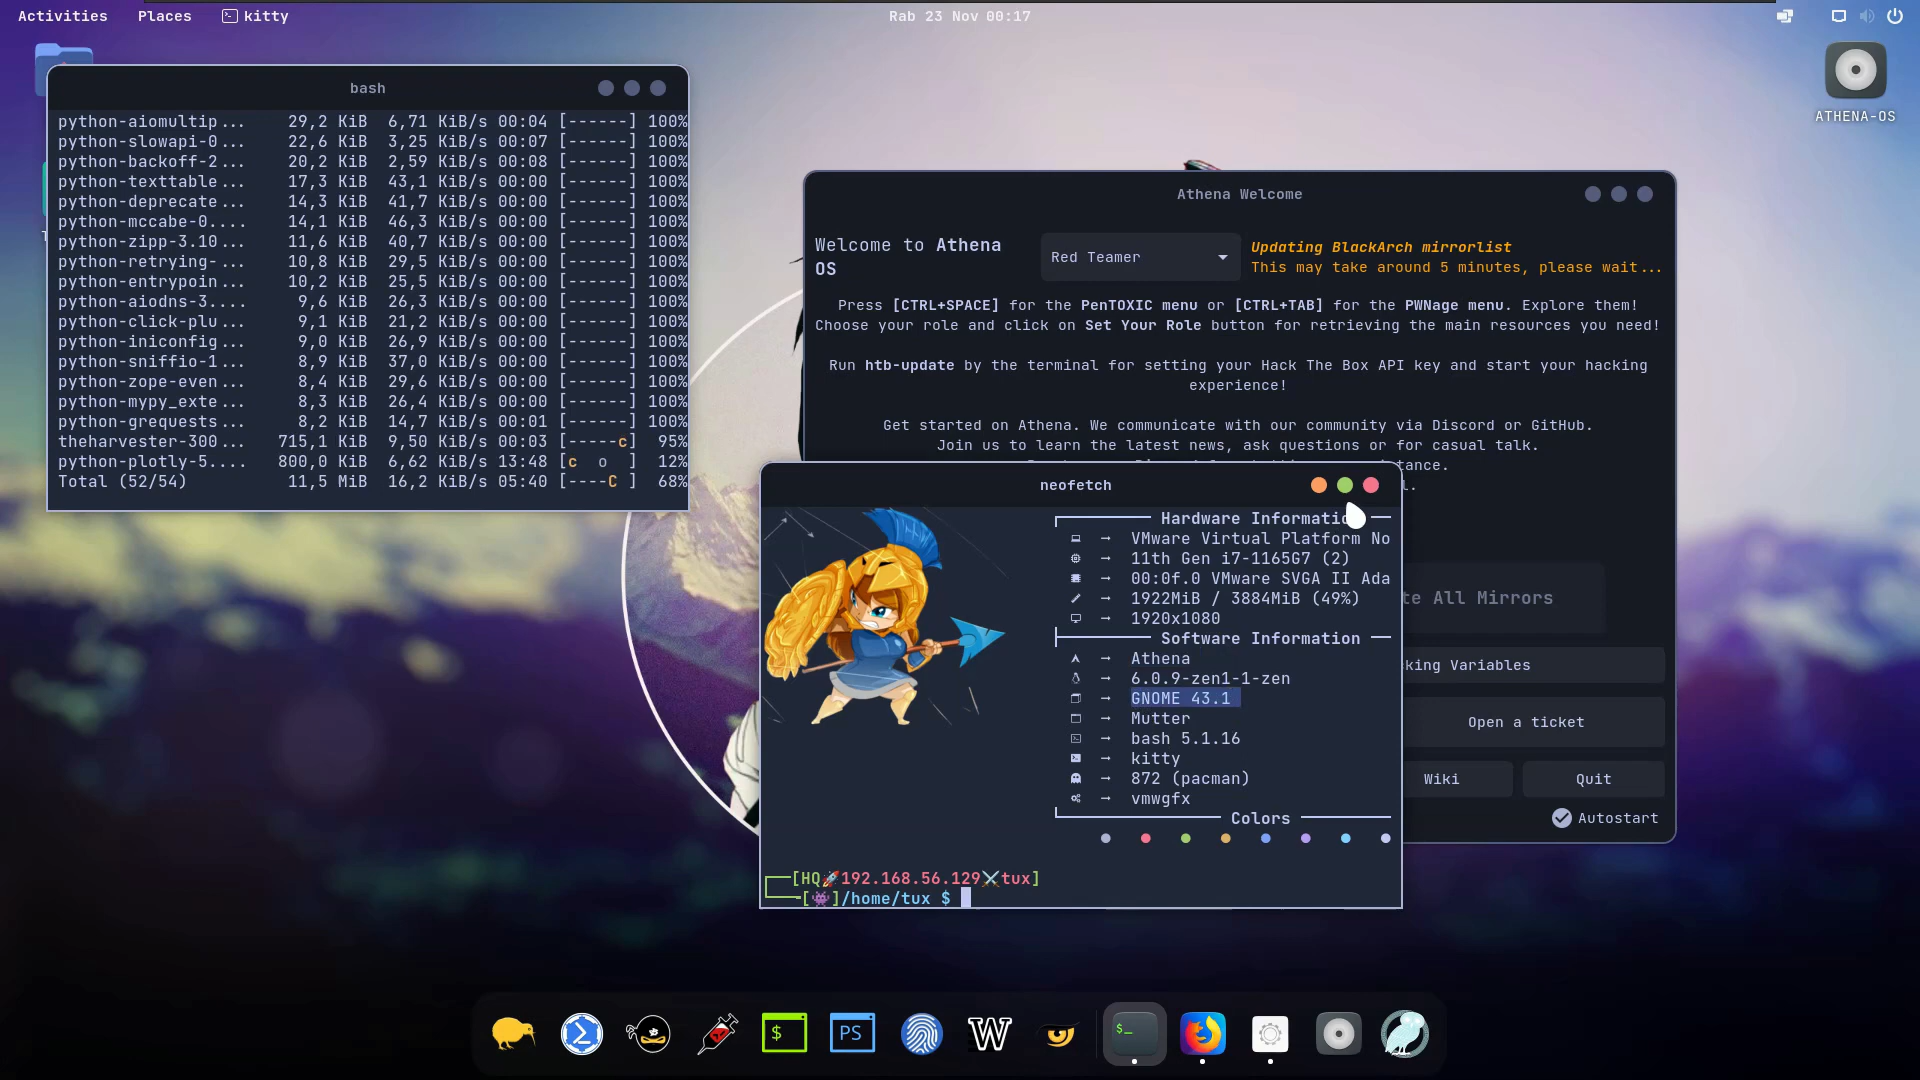 Activities Places kitty Rab 23 Nov 00:17
ATHENA-OS
bash
python-aiomultip... 29,2 KiB 6,71 KiB/s 00:04 [------] 100%
python-slowapi-0... 22,6 KiB 3,25 KiB/s 00:07 [------] 100%
python-backoff-2... 20,2 KiB 2,59 KiB/s 00:08 [------] 100%
python-texttable... 17,3 KiB 43,1 KiB/s 00:00 [------] 100%
python-deprecate... 14,3 KiB 41,7 KiB/s 00:00 [------] 100%
python-mccabe-0.... 14,1 KiB 46,3 KiB/s 00:00 [------] 100%
python-zipp-3.10... 11,6 KiB 40,7 KiB/s 00:00 [------] 100%
python-retrying-... 10,8 KiB 29,5 KiB/s 00:00 [------] 100%
python-entrypoin... 10,2 KiB 25,5 KiB/s 00:00 [------] 100%
python-aiodns-3.... 9,6 KiB 26,3 KiB/s 00:00 [------] 100%
python-click-plu... 9,1 KiB 21,2 KiB/s 00:00 [------] 100%
python-iniconfig... 9,0 KiB 26,9 KiB/s 00:00 [------] 100%
python-sniffio-1... 8,9 KiB 37,0 KiB/s 00:00 [------] 100%
python-zope-even... 8,4 KiB 29,6 KiB/s 00:00 [------] 100%
python-mypy_exte... 8,3 KiB 26,4 KiB/s 00:00 [------] 100%
python-grequests... 8,2 KiB 14,7 KiB/s 00:01 [------] 100%
theharvester-300... 715,1 KiB 9,50 KiB/s 00:03 [-----c] 95%
python-plotly-5.... 800,0 KiB 6,62 KiB/s 13:48 [c  o  ] 12%
Total (52/54) 11,5 MiB 16,2 KiB/s 05:40 [----C ] 68%
Athena Welcome
Welcome to Athena
OS
Red Teamer
Updating BlackArch mirrorlist
This may take around 5 minutes, please wait...
Press [CTRL+SPACE] for the PenTOXIC menu or [CTRL+TAB] for the PWNage menu. Explore them!
Choose your role and click on Set Your Role button for retrieving the main resources you need!
Run htb-update by the terminal for setting your Hack The Box API key and start your hacking
experience!
Get started on Athena. We communicate with our community via Discord or GitHub.
Join us to learn the latest news, ask questions or for casual talk.
tance.
l.
te All Mirrors
king Variables
Open a ticket
Wiki Quit
Autostart
neofetch
Hardware Informatio
→ VMware Virtual Platform No
→ 11th Gen i7-1165G7 (2)
→ 00:0f.0 VMware SVGA II Ada
→ 1922MiB / 3884MiB (49%)
→ 1920x1080
Software Information
→ Athena
→ 6.0.9-zen1-1-zen
→ GNOME 43.1
→ Mutter
→ bash 5.1.16
→ kitty
→ 872 (pacman)
→ vmwgfx
Colors
┌──[HQ🚀192.168.56.129⚔️tux]
└──╼[👾]/home/tux $
$ PS W $_